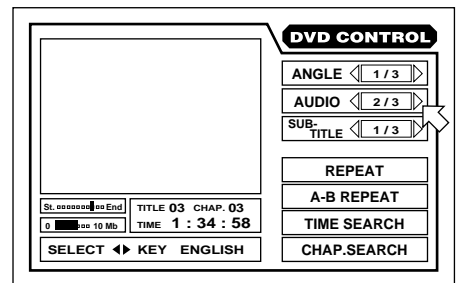 DVD CONTROL
ANGLE 1 / 3
AUDIO 2 / 3
SUB-TITLE 1 / 3
REPEAT
A-B REPEAT
TIME SEARCH
CHAP.SEARCH
St. End
0 10 Mb
TITLE 03 CHAP. 03
TIME 1 : 34 : 58
SELECT ◀▶ KEY ENGLISH